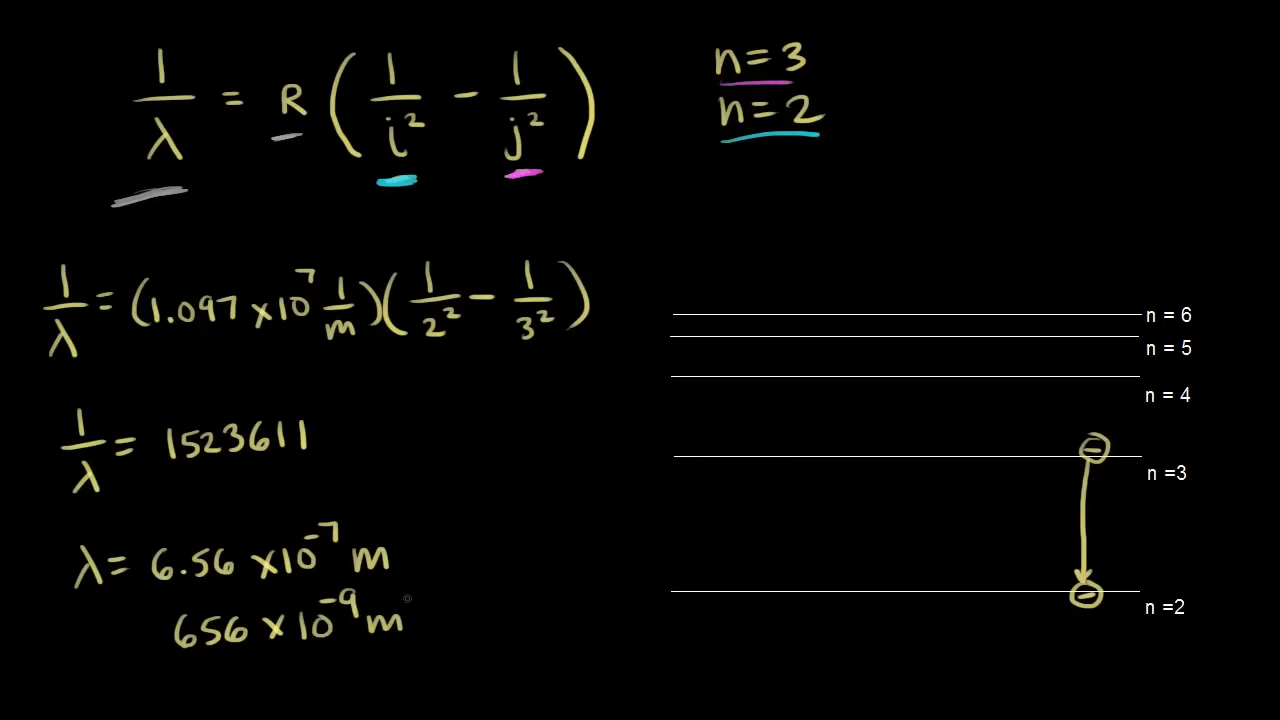 1/λ = R (1/i² - 1/j²)
n = 3
n = 2
1/λ = (1.097 x 10⁷ 1/m)(1/2² - 1/3²)
1/λ = 1523611
λ = 6.56 x 10⁻⁷ m
656 x 10⁻⁹ m
n = 6
n = 5
n = 4
-
n =3
-
n =2